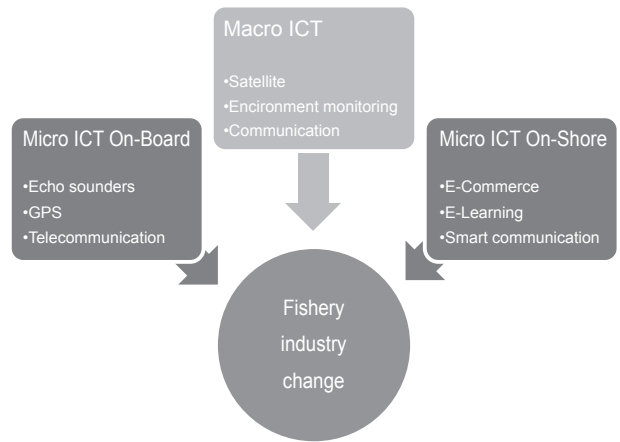 Macro ICT
•Satellite
•Encironment monitoring
•Communication
Micro ICT On-Board
•Echo sounders
•GPS
•Telecommunication
Micro ICT On-Shore
•E-Commerce
•E-Learning
•Smart communication
Fishery
industry
change